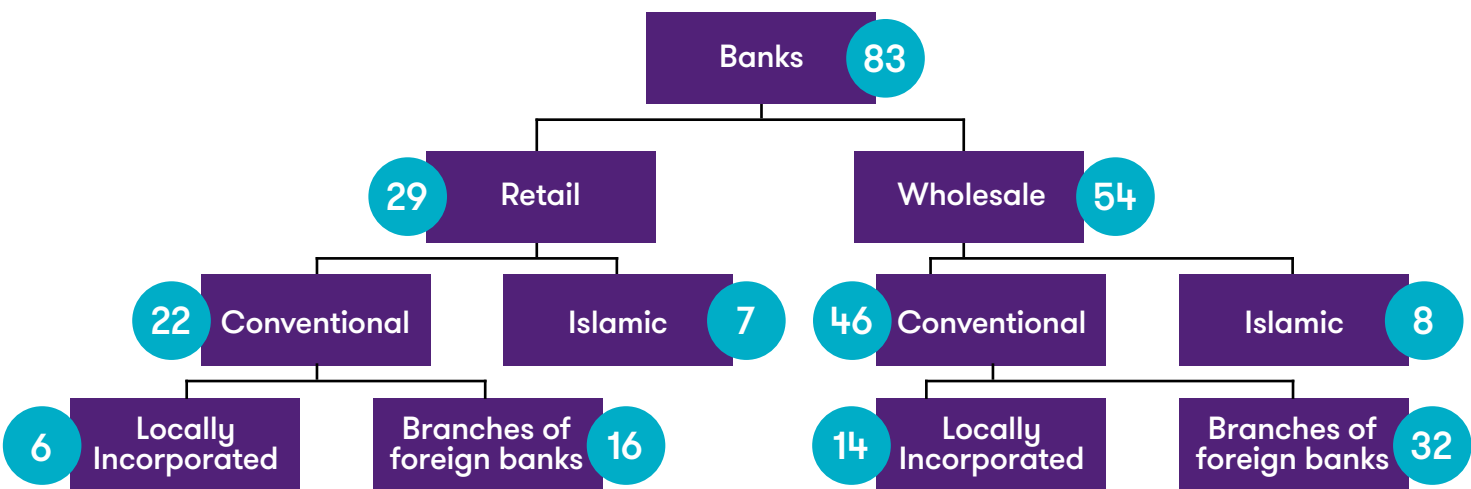 Banks
83
29
Retail
Wholesale
54
22
Conventional
Islamic
7
46
Conventional
Islamic
8
6
Locally
Incorporated
Branches of
foreign banks
16
14
Locally
Incorporated
Branches of
foreign banks
32